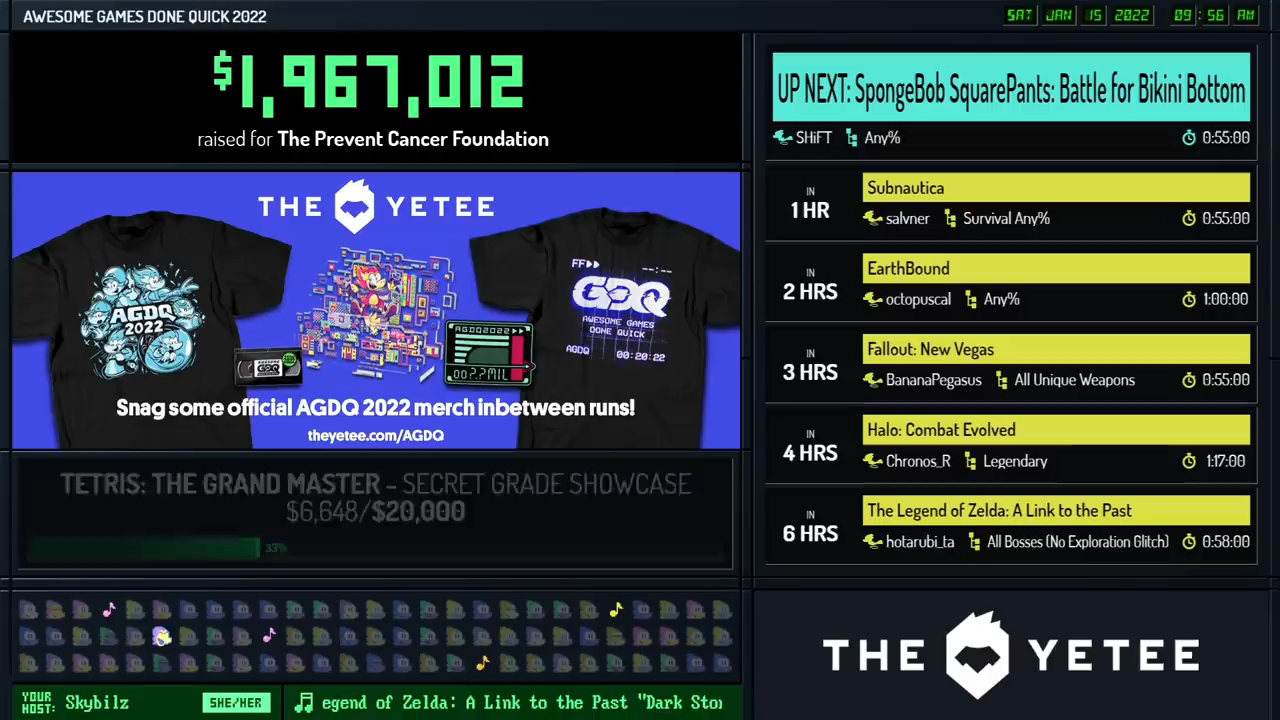 AWESOME GAMES DONE QUICK 2022
SAT JAN 15 2022 09:56 AM
$1,967,012
raised for The Prevent Cancer Foundation
THE YETEE
AGDQ
2022
AGDQ2022
00?.?MIL
FF
--:--
GDQ
AWESOME GAMES
DONE QUICK
AGDQ 00:20:22
Snag some official AGDQ 2022 merch inbetween runs!
theyetee.com/AGDQ
TETRIS: THE GRAND MASTER - SECRET GRADE SHOWCASE
$6,648/$20,000
33%
YOUR HOST: Skybilz SHE/HER egend of Zelda: A Link to the Past "Dark Stor
UP NEXT: SpongeBob SquarePants: Battle for Bikini Bottom
SHiFT Any% 0:55:00
IN 1 HR
Subnautica
salvner Survival Any% 0:55:00
IN 2 HRS
EarthBound
octopuscal Any% 1:00:00
IN 3 HRS
Fallout: New Vegas
BananaPegasus All Unique Weapons 0:55:00
IN 4 HRS
Halo: Combat Evolved
Chronos_R Legendary 1:17:00
IN 6 HRS
The Legend of Zelda: A Link to the Past
hotarubi_ta All Bosses (No Exploration Glitch) 0:58:00
THE YETEE